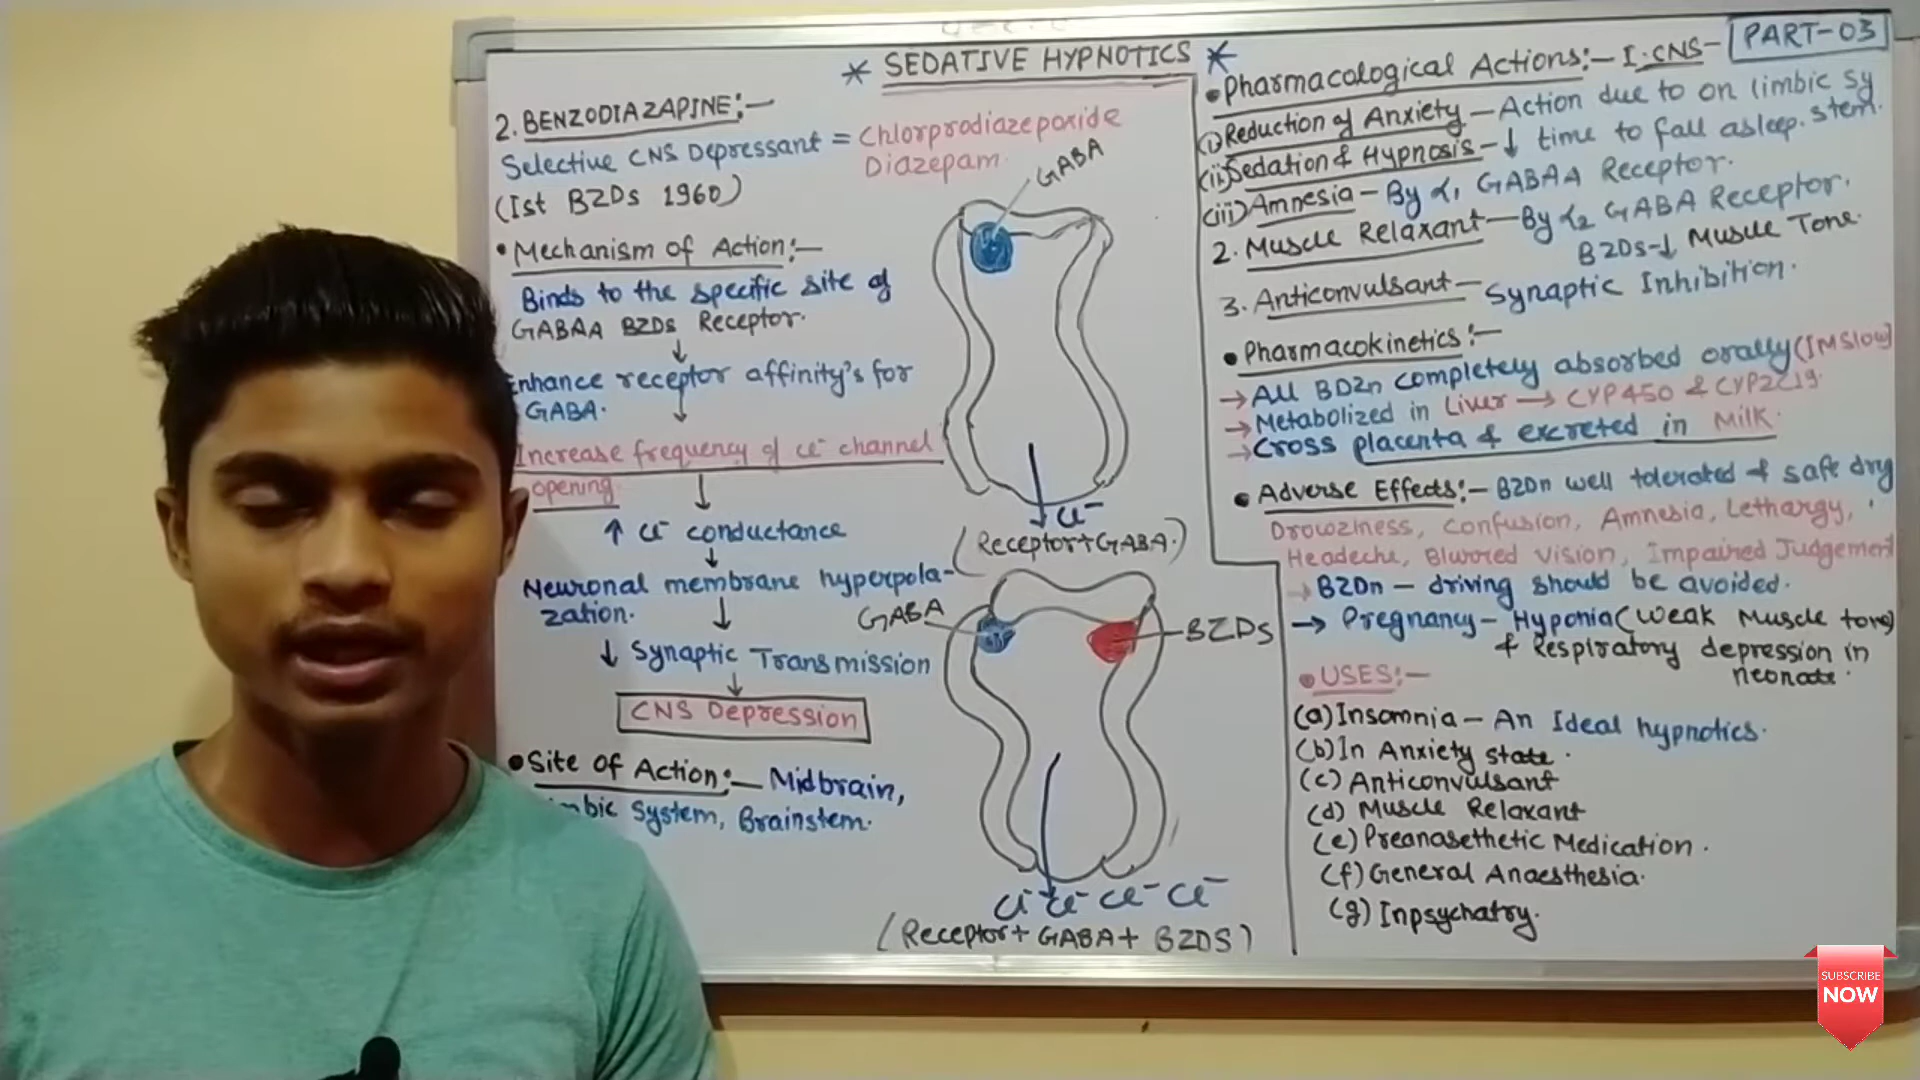 * SEDATIVE HYPNOTICS *
PART-03
2. BENZODIAZAPINE:-
Selective CNS Depressant = Chlorprodiazepoxide
Diazepam.
(Ist BZDs 1960)
• Mechanism of Action:-
Binds to the specific site of
GABAA BZDs Receptor.
↓
Enhance receptor affinity's for
GABA.
↓
Increase frequency of Cl⁻ channel
opening.
↓
↑ Cl⁻ conductance
↓
Neuronal membrane hyperpola-
zation.
↓
↓ Synaptic Transmission
↓
CNS Depression
• Site of Action:- Midbrain,
System, Brainstem.
GABA
Cl⁻
(Receptor+GABA.)
GABA
BZDS
Cl⁻ Cl⁻ Cl⁻ Cl⁻
(Receptor+ GABA+ BZDS)
• Pharmacological Actions:- I. CNS-
(i) Reduction of Anxiety - Action due to on limbic sy
stem.
(ii) Sedation & Hypnosis - ↓ time to fall asleep.
(iii) Amnesia - By α₁ GABAA Receptor.
2. Muscle Relaxant - By α₂ GABA Receptor.
BZDs-↓ Muscle Tone.
3. Anticonvulsant - Synaptic Inhibition.
• Pharmacokinetics:-
→ All BDZn completely absorbed orally (IM Slow)
→ Metabolized in Liver → CYP450 & CYP2C19.
→ Cross placenta & excreted in Milk.
• Adverse Effects:- BZDn well tolerated & safe drg
Drowziness, Confusion, Amnesia, Lethargy,
Headeche, Blurred Vision, Impaired Judgement
→ BZDn - driving should be avoided.
→ Pregnancy - Hyponia (Weak Muscle tone)
& Respiratory depression in
neonate.
• USES:-
(a) Insomnia - An Ideal hypnotics.
(b) In Anxiety state.
(c) Anticonvulsant
(d) Muscle Relaxant
(e) Preanasethetic Medication.
(f) General Anaesthesia.
(g) Inpsychatry.
SUBSCRIBE
NOW